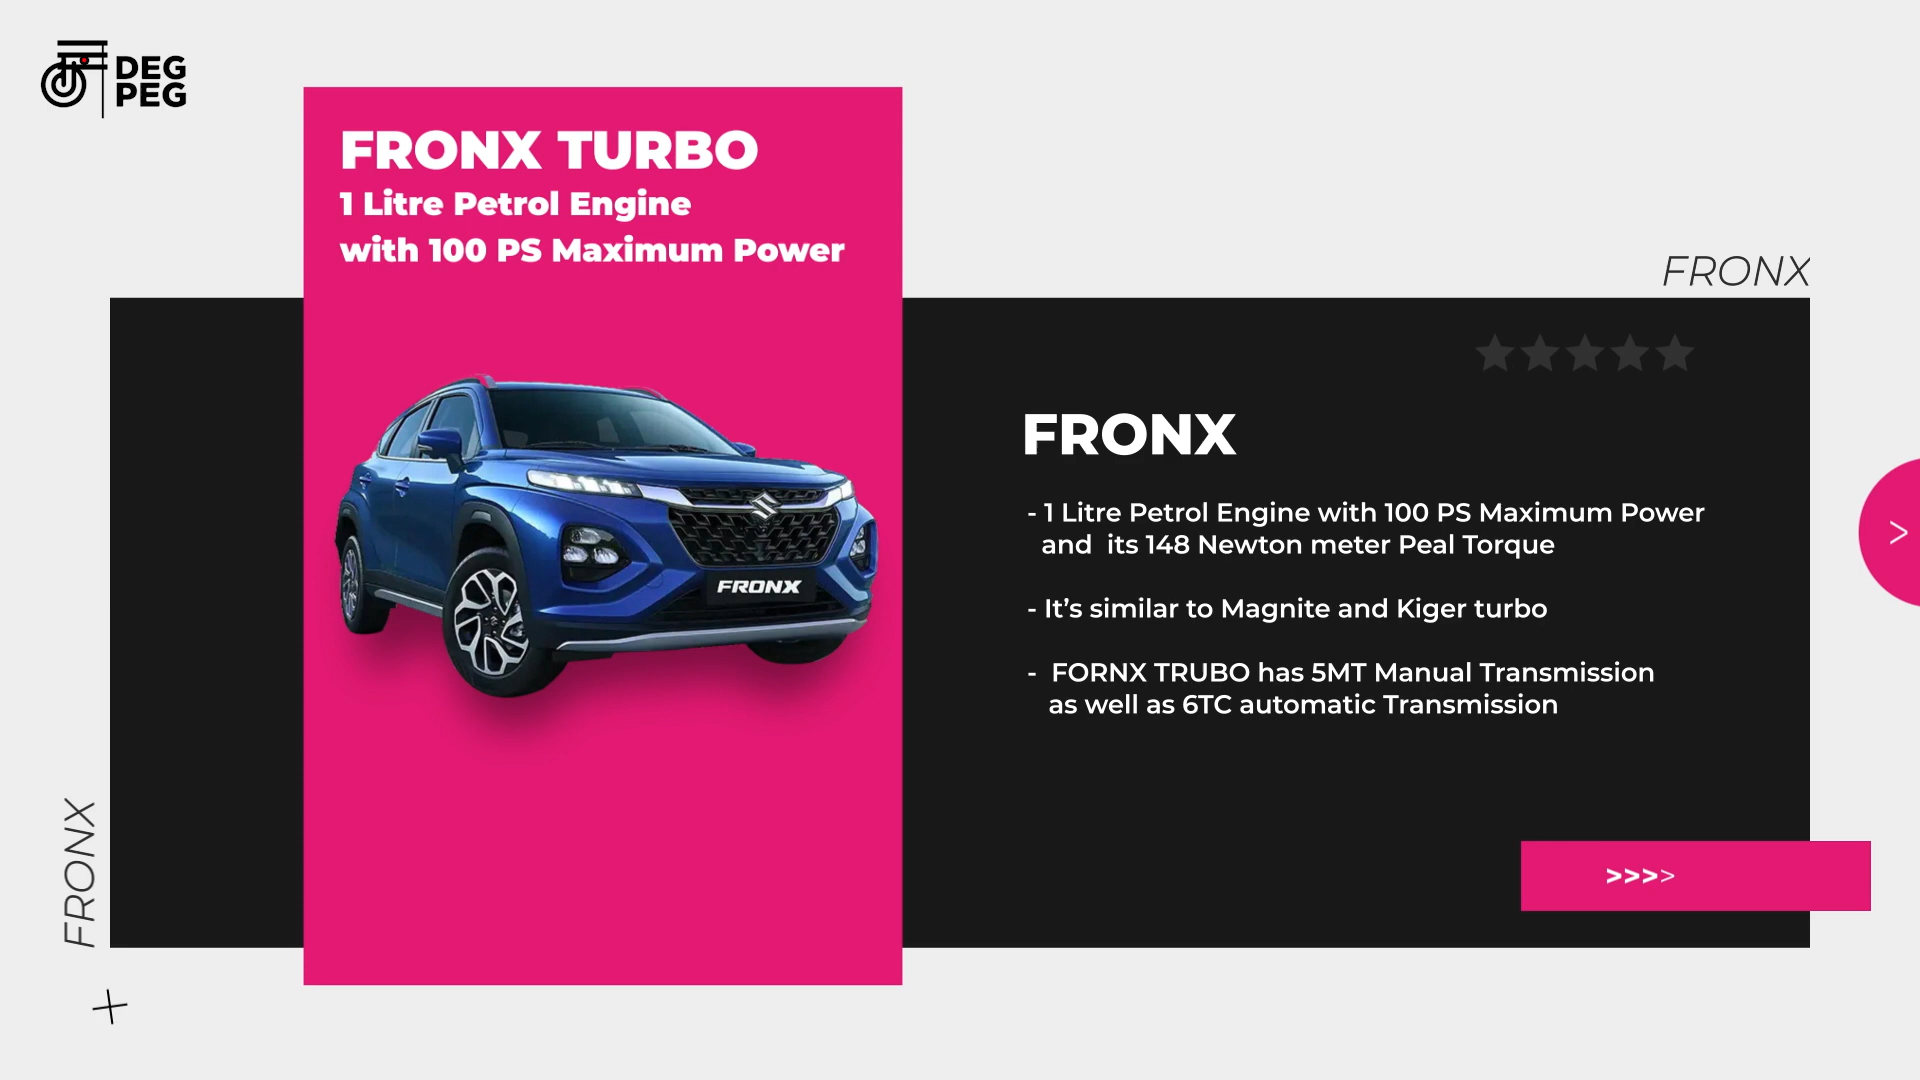 DEG
PEG
FRONX TURBO
1 Litre Petrol Engine
with 100 PS Maximum Power
FRONX
FRONX
- 1 Litre Petrol Engine with 100 PS Maximum Power
and its 148 Newton meter Peal Torque
- It’s similar to Magnite and Kiger turbo
- FORNX TRUBO has 5MT Manual Transmission
as well as 6TC automatic Transmission
FRONX
>
>>>>
FRONX